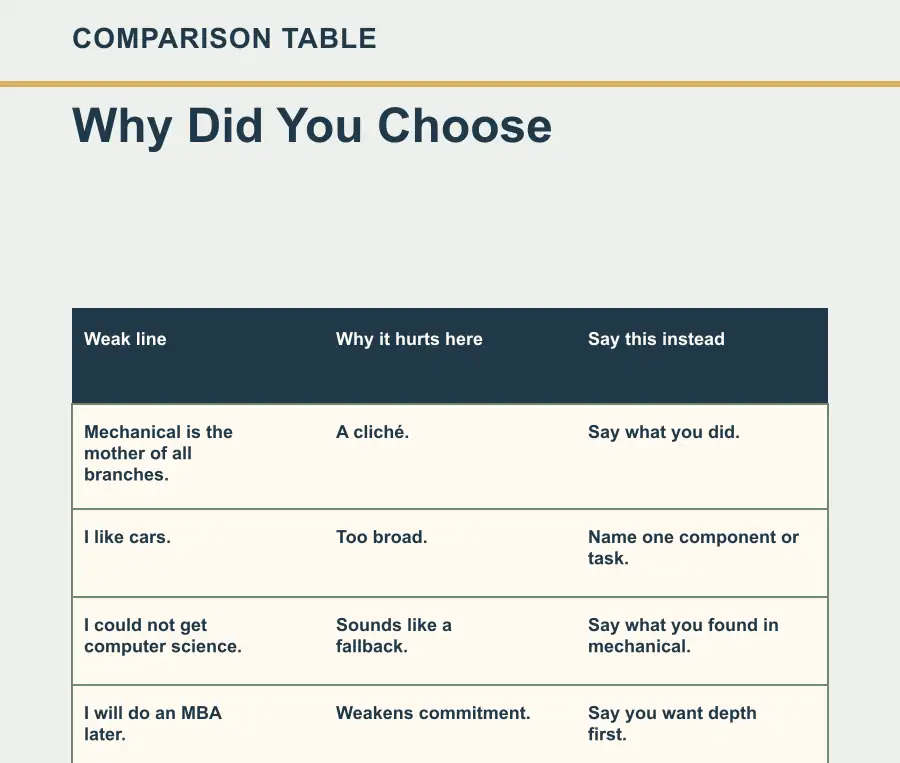 COMPARISON TABLE
Why Did You Choose
Weak line
Why it hurts here
Say this instead
Mechanical is the
mother of all
branches.
A cliché.
Say what you did.
I like cars.
Too broad.
Name one component or
task.
I could not get
computer science.
Sounds like a
fallback.
Say what you found in
mechanical.
I will do an MBA
later.
Weakens commitment.
Say you want depth
first.